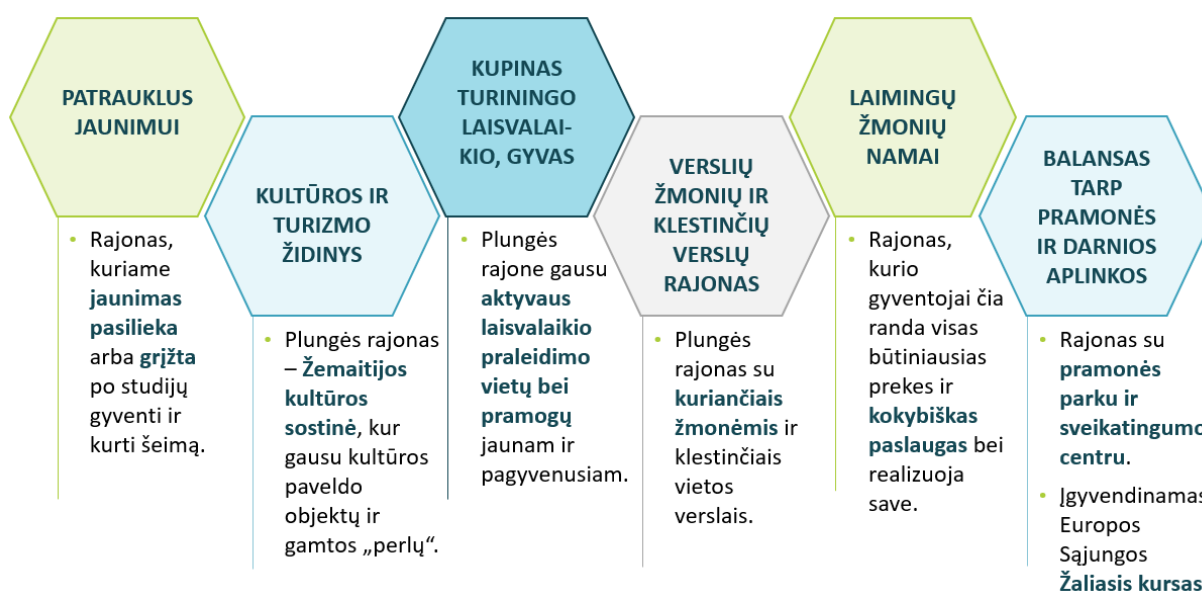 PATRAUKLUS
JAUNIMUI
• Rajonas,
kuriame
jaunimas
pasilieka
arba grįžta
po studijų
gyventi ir
kurti šeimą.
KULTŪROS IR
TURIZMO
ŽIDINYS
• Plungės rajonas
– Žemaitijos
kultūros
sostinė, kur
gausu kultūros
paveldo
objektų ir
gamtos „perlų“.
KUPINAS
TURININGO
LAISVALAI-
KIO, GYVAS
• Plungės
rajone gausu
aktyvaus
laisvalaikio
praleidimo
vietų bei
pramogų
jaunam ir
pagyvenusiam.
VERSLIŲ
ŽMONIŲ IR
KLESTINČIŲ
VERSLŲ
RAJONAS
• Plungės
rajonas su
kuriančiais
žmonėmis ir
klestinčiais
vietos
verslais.
LAIMINGŲ
ŽMONIŲ
NAMAI
• Rajonas,
kurio
gyventojai čia
randa visas
būtiniausias
prekes ir
kokybiškas
paslaugas bei
realizuoja
save.
BALANSAS
TARP
PRAMONĖS
IR DARNIOS
APLINKOS
• Rajonas su
pramonės
parku ir
sveikatingumo
centru.
• Įgyvendinamas
Europos
Sąjungos
Žaliasis kursas